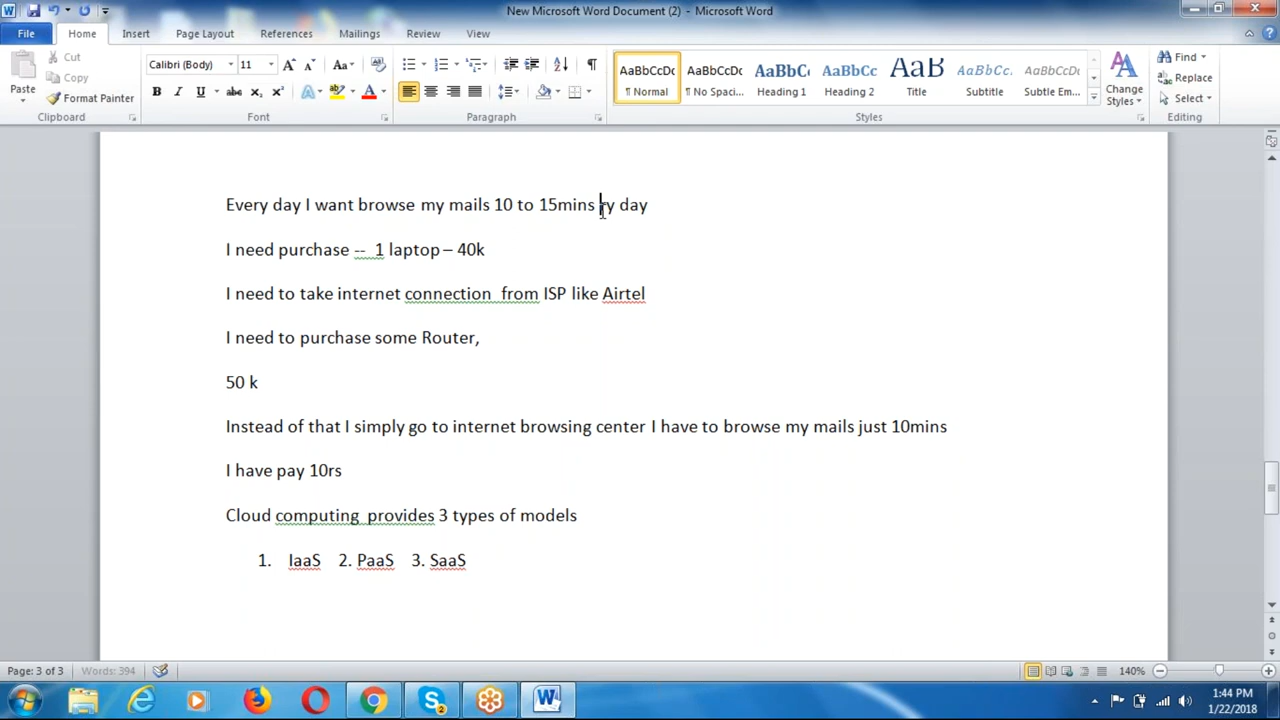 New Microsoft Word Document (2) - Microsoft Word
File Home Insert Page Layout References Mailings Review View
Paste
Cut
Copy
Format Painter
Clipboard
Calibri (Body) 11
Font
Paragraph
AaBbCcDc AaBbCcDc AaBbCc AaBbCc AaB AaBbCc. AaBbCcDc
¶ Normal ¶ No Spaci... Heading 1 Heading 2 Title Subtitle Subtle Em...
Change Styles
Styles
Find
Replace
Select
Editing
Every day I want browse my mails 10 to 15mins ry day
I need purchase -- 1 laptop – 40k
I need to take internet connection from ISP like Airtel
I need to purchase some Router,
50 k
Instead of that I simply go to internet browsing center I have to browse my mails just 10mins
I have pay 10rs
Cloud computing provides 3 types of models
1. IaaS 2. PaaS 3. SaaS
Page: 3 of 3 Words: 394 140%
1:44 PM
1/22/2018